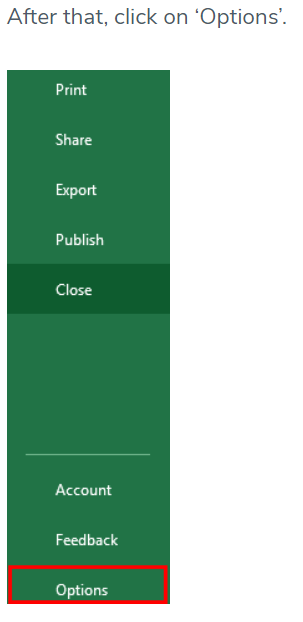 After that, click on ‘Options’.
Print
Share
Export
Publish
Close
Account
Feedback
Options